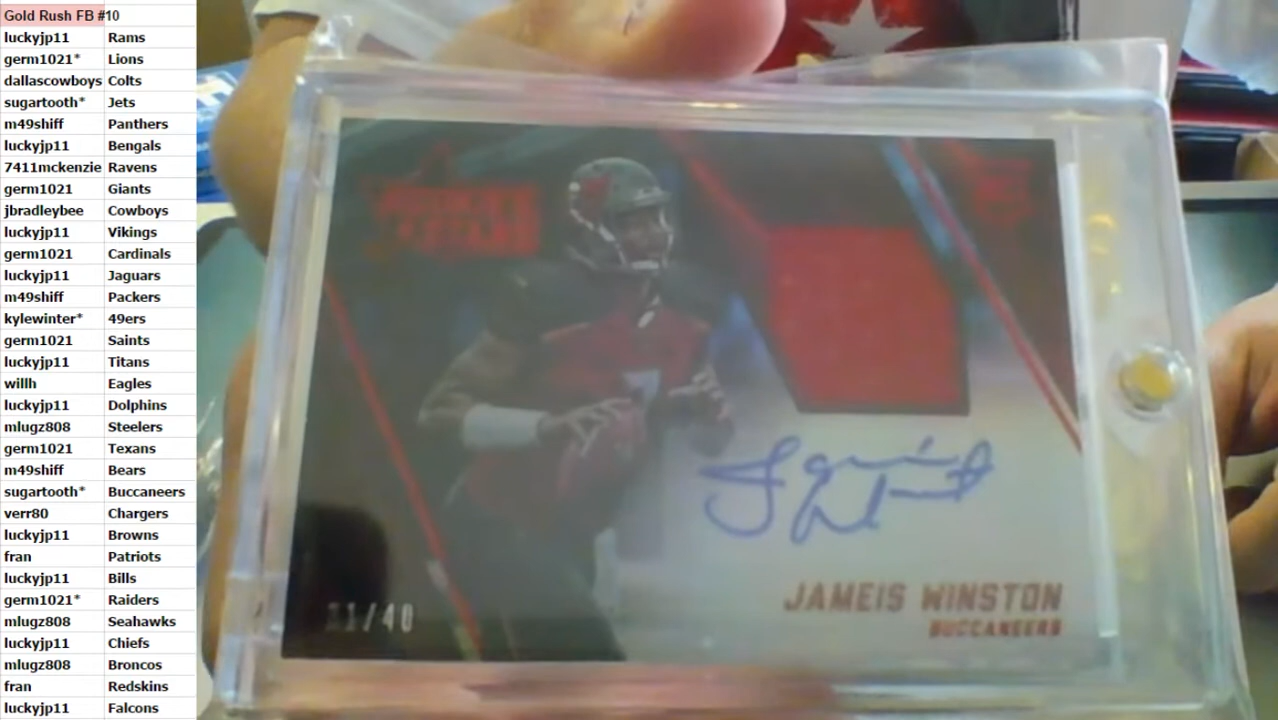 Gold Rush FB #10
luckyjp11 Rams
germ1021* Lions
dallascowboys Colts
sugartooth* Jets
m49shiff Panthers
luckyjp11 Bengals
7411mckenzie Ravens
germ1021 Giants
jbradleybee Cowboys
luckyjp11 Vikings
germ1021 Cardinals
luckyjp11 Jaguars
m49shiff Packers
kylewinter* 49ers
germ1021 Saints
luckyjp11 Titans
willh Eagles
luckyjp11 Dolphins
mlugz808 Steelers
germ1021 Texans
m49shiff Bears
sugartooth* Buccaneers
verr80 Chargers
luckyjp11 Browns
fran Patriots
luckyjp11 Bills
germ1021* Raiders
mlugz808 Seahawks
luckyjp11 Chiefs
mlugz808 Broncos
fran Redskins
luckyjp11 Falcons
ROOKIES
& STARS
JAMEIS WINSTON
BUCCANEERS
/40